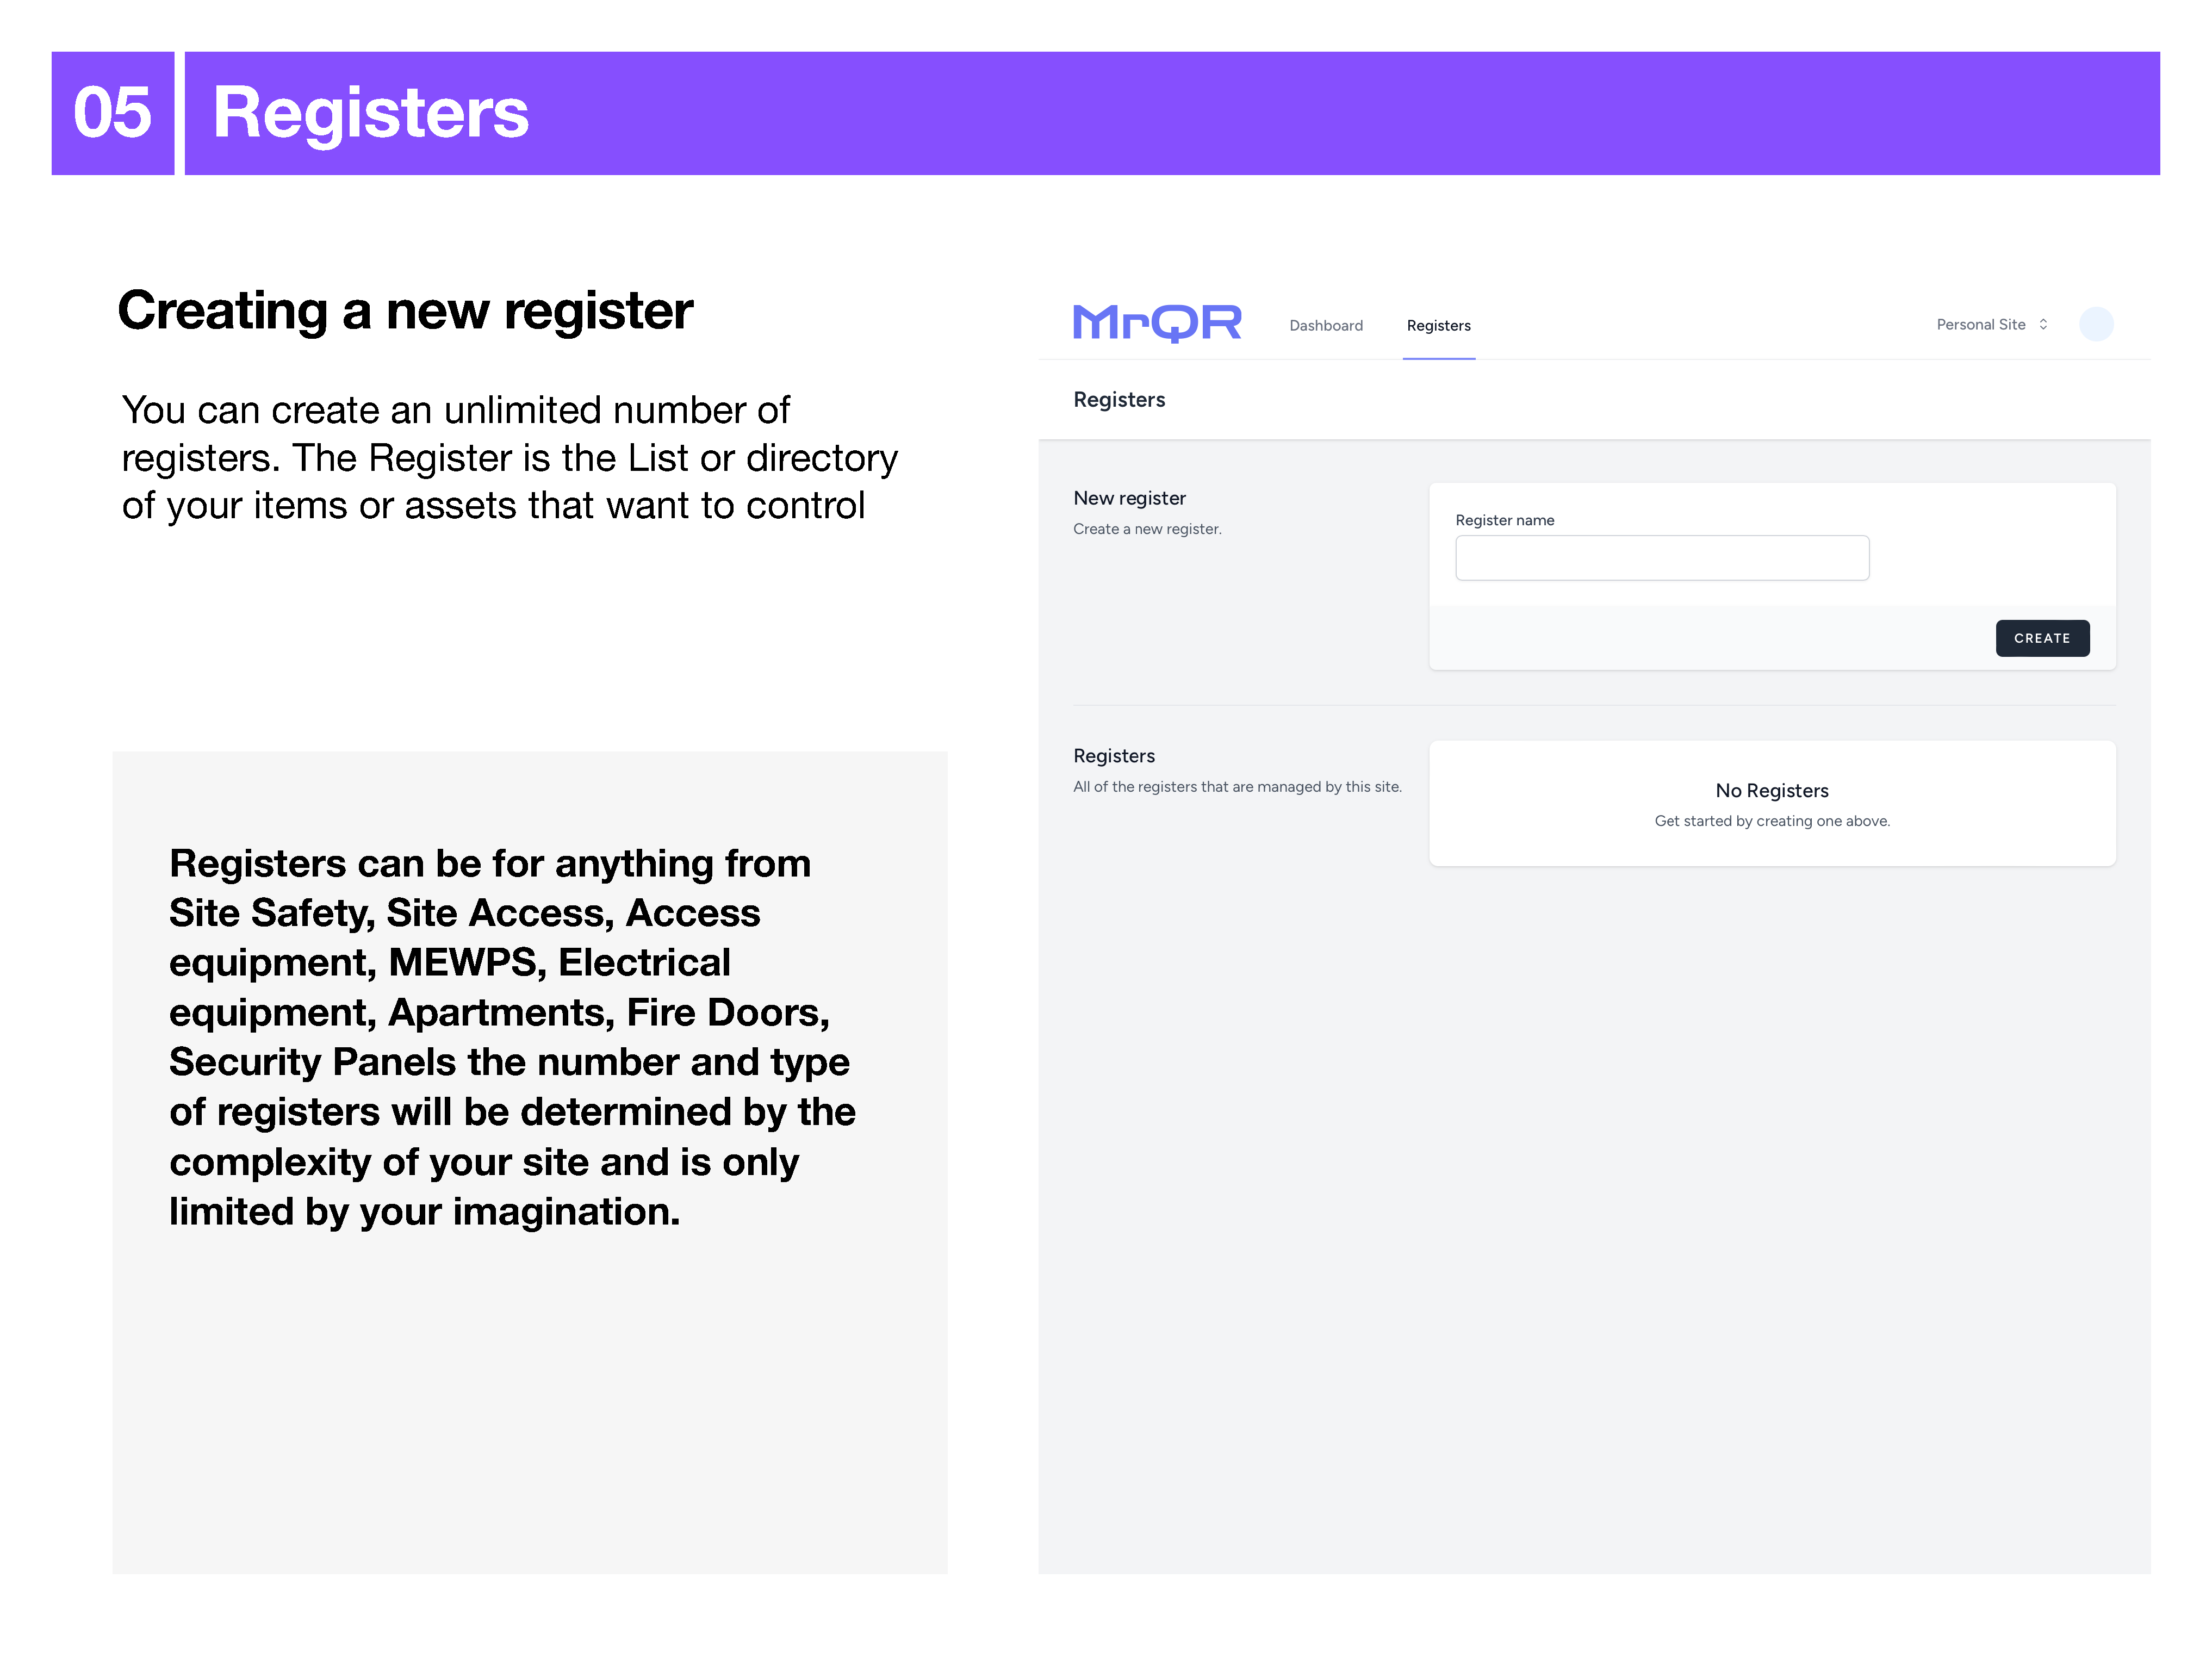 05 Registers
Creating a new register
You can create an unlimited number of
registers. The Register is the List or directory
of your items or assets that want to control
Registers can be for anything from
Site Safety, Site Access, Access
equipment, MEWPS, Electrical
equipment, Apartments, Fire Doors,
Security Panels the number and type
of registers will be determined by the
complexity of your site and is only
limited by your imagination.
MrQR Dashboard Registers Personal Site
Registers
New register
Create a new register.
Register name
CREATE
Registers
All of the registers that are managed by this site.
No Registers
Get started by creating one above.